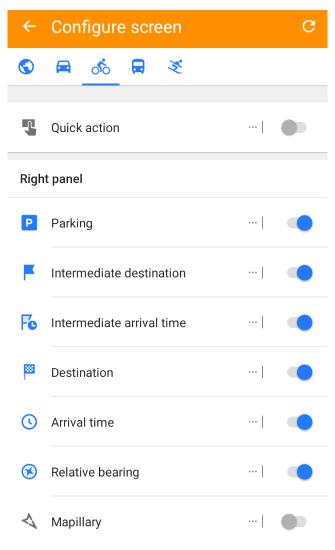 Configure screen
Quick action
Right panel
P Parking
Intermediate destination
Intermediate arrival time
Destination
Arrival time
Relative bearing
Mapillary